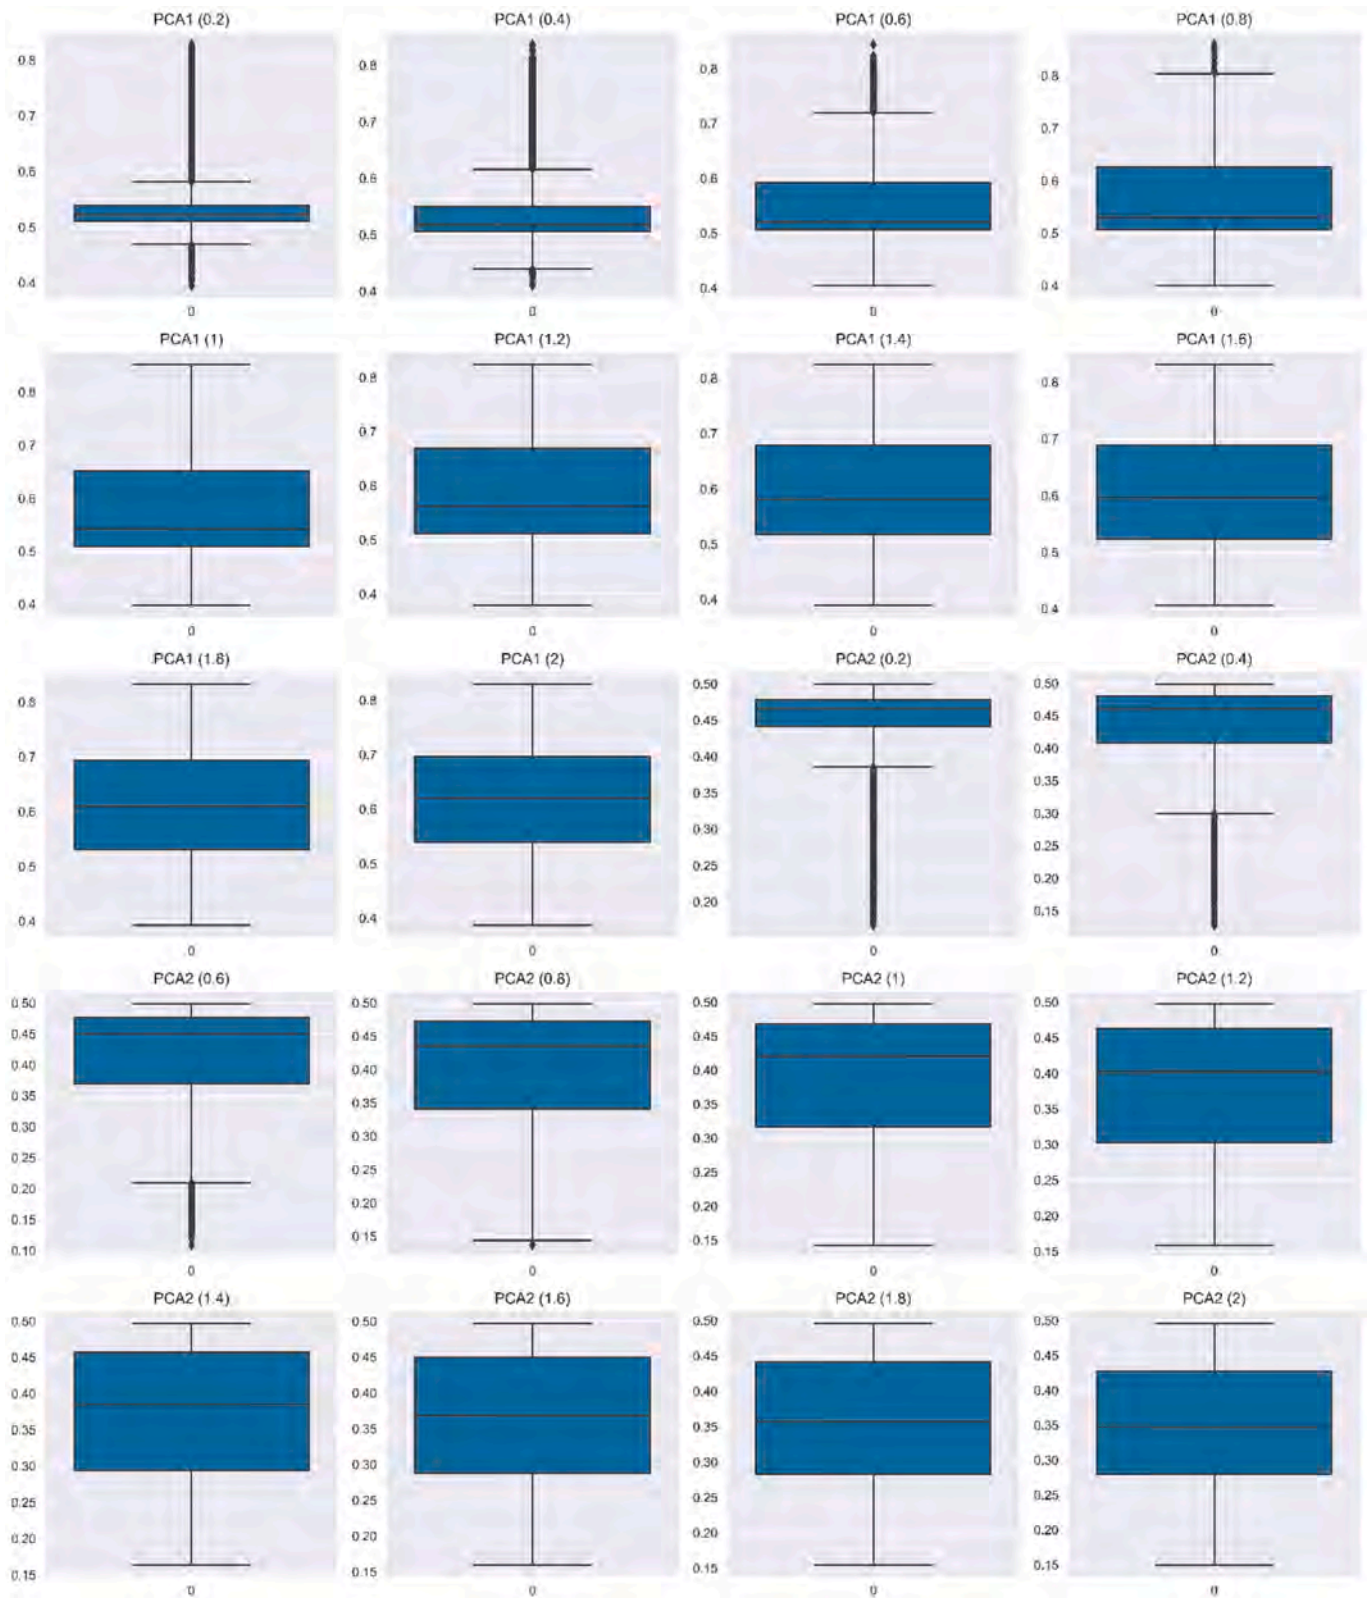 PCA1 (0.2) PCA1 (0.4) PCA1 (0.6) PCA1 (0.8)
0.8 0.8 0.8 0.8
0.7 0.7 0.7 0.7
0.6 0.6 0.6 0.6
0.5 0.5 0.5 0.5
0.4 0.4 0.4 0.4
0 0 0 0
PCA1 (1) PCA1 (1.2) PCA1 (1.4) PCA1 (1.6)
0.8 0.8 0.8 0.8
0.7 0.7 0.7 0.7
0.6 0.6 0.6 0.6
0.5 0.5 0.5 0.5
0.4 0.4 0.4 0.4
0 0 0 0
PCA1 (1.8) PCA1 (2) PCA2 (0.2) PCA2 (0.4)
0.8 0.8 0.50 0.50
0.7 0.7 0.45 0.45
0.6 0.6 0.40 0.40
0.5 0.5 0.35 0.35
0.4 0.4 0.30 0.30
0.25 0.25
0.20 0.20
0.15
0 0 0 0
PCA2 (0.6) PCA2 (0.8) PCA2 (1) PCA2 (1.2)
0.50 0.50 0.50 0.50
0.45 0.45 0.45 0.45
0.40 0.40 0.40 0.40
0.35 0.35 0.35 0.35
0.30 0.30 0.30 0.30
0.25 0.25 0.25 0.25
0.20 0.20 0.20 0.20
0.15 0.15 0.15 0.15
0.10
0 0 0 0
PCA2 (1.4) PCA2 (1.6) PCA2 (1.8) PCA2 (2)
0.50 0.50 0.50 0.50
0.45 0.45 0.45 0.45
0.40 0.40 0.40 0.40
0.35 0.35 0.35 0.35
0.30 0.30 0.30 0.30
0.25 0.25 0.25 0.25
0.20 0.20 0.20 0.20
0.15 0.15 0.15 0.15
0 0 0 0